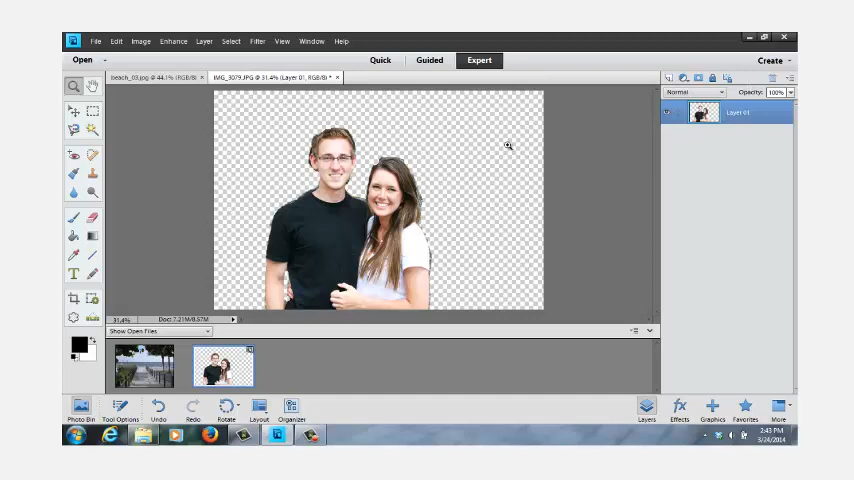 File Edit Image Enhance Layer Select Filter View Window Help
Open Quick Guided Expert Create
beach_03.jpg @ 44.1% (RGB/8) × IMG_3079.JPG @ 31.4% (Layer 01, RGB/8) * ×
Normal Opacity: 100%
Layer 01
31.4% Doc: 7.21M/8.57M
Show Open Files
Photo Bin Tool Options Undo Redo Rotate Layout Organizer Layers Effects Graphics Favorites More
2:43 PM
3/24/2014